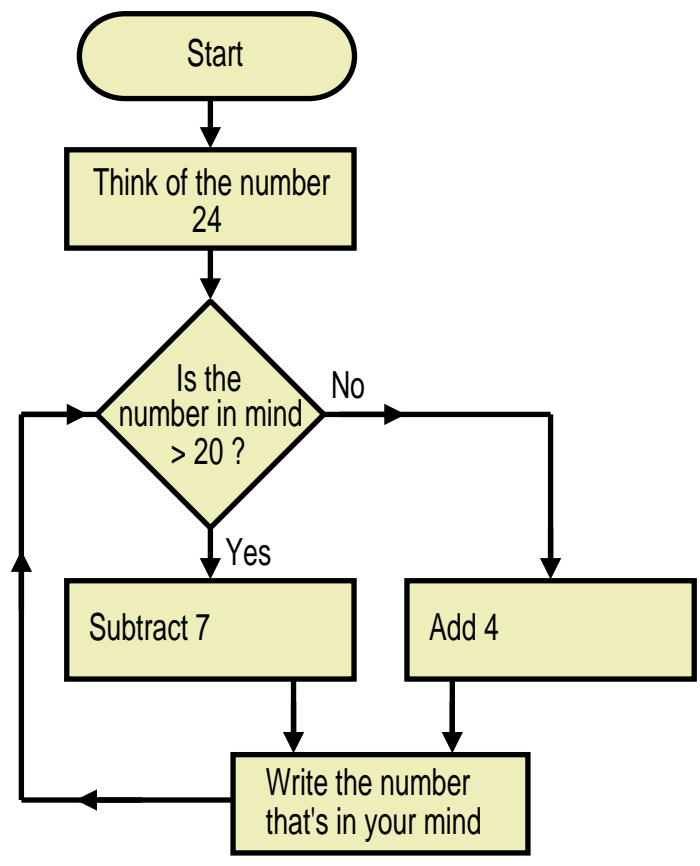 Start
Think of the number
24
Is the
number in mind
> 20 ?
No
Yes
Subtract 7
Add 4
Write the number
that's in your mind